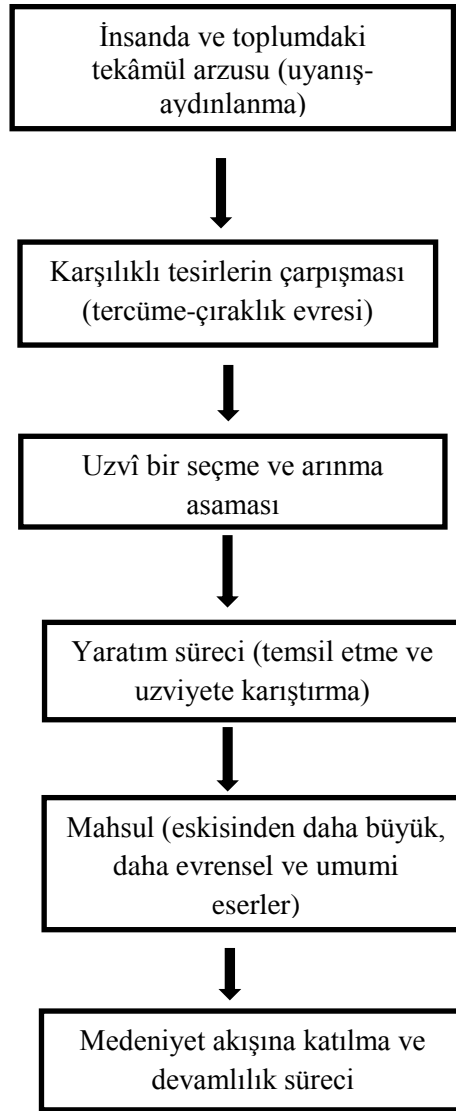 İnsanda ve toplumdaki
tekâmül arzusu (uyanış-
aydınlanma)
Karşılıklı tesirlerin çarpışması
(tercüme-çıraklık evresi)
Uzvî bir seçme ve arınma
asaması
Yaratım süreci (temsil etme ve
uzviyete karıştırma)
Mahsul (eskisinden daha büyük,
daha evrensel ve umumi
eserler)
Medeniyet akışına katılma ve
devamlılık süreci